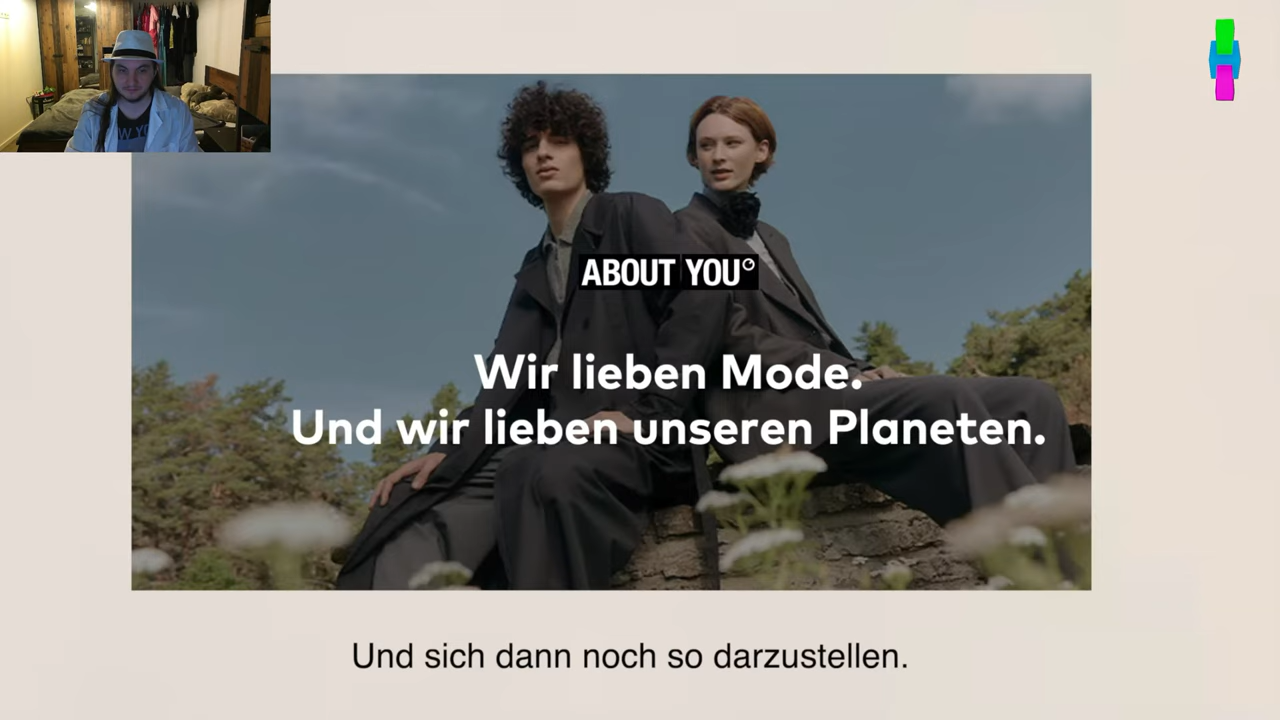 ABOUT YOU
Wir lieben Mode.
Und wir lieben unseren Planeten.
Und sich dann noch so darzustellen.